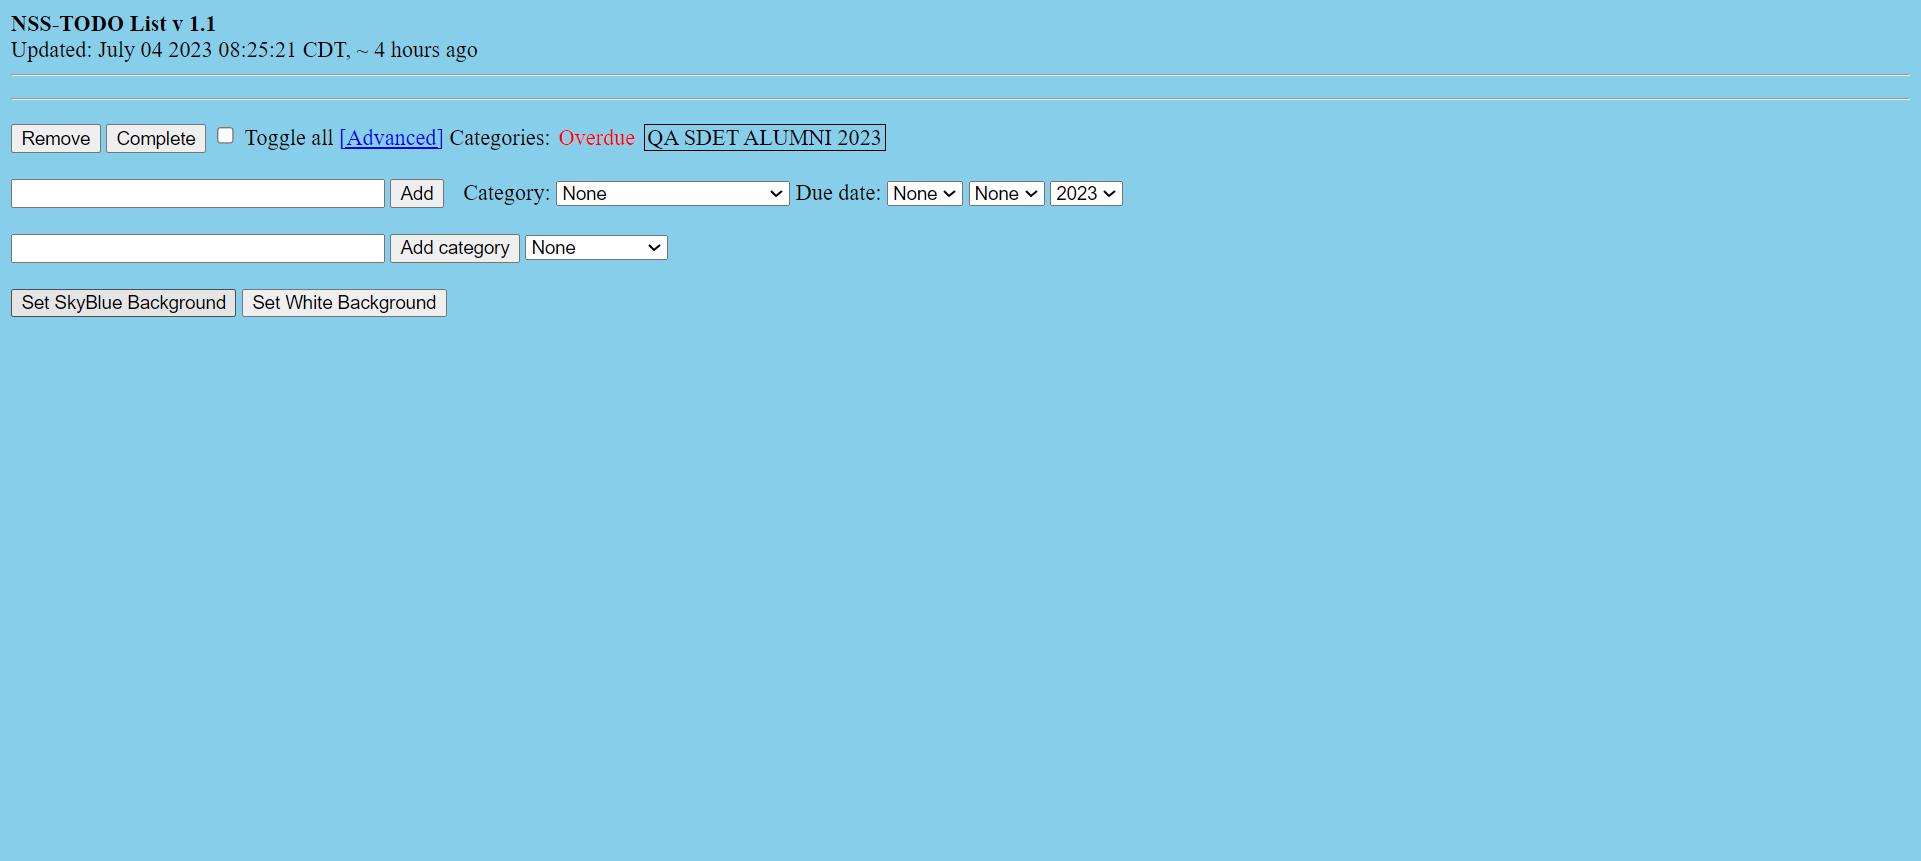 NSS-TODO List v 1.1
Updated: July 04 2023 08:25:21 CDT, ~ 4 hours ago
Remove Complete Toggle all [Advanced] Categories: Overdue QA SDET ALUMNI 2023
Add Category: None Due date: None None 2023
Add category None
Set SkyBlue Background Set White Background